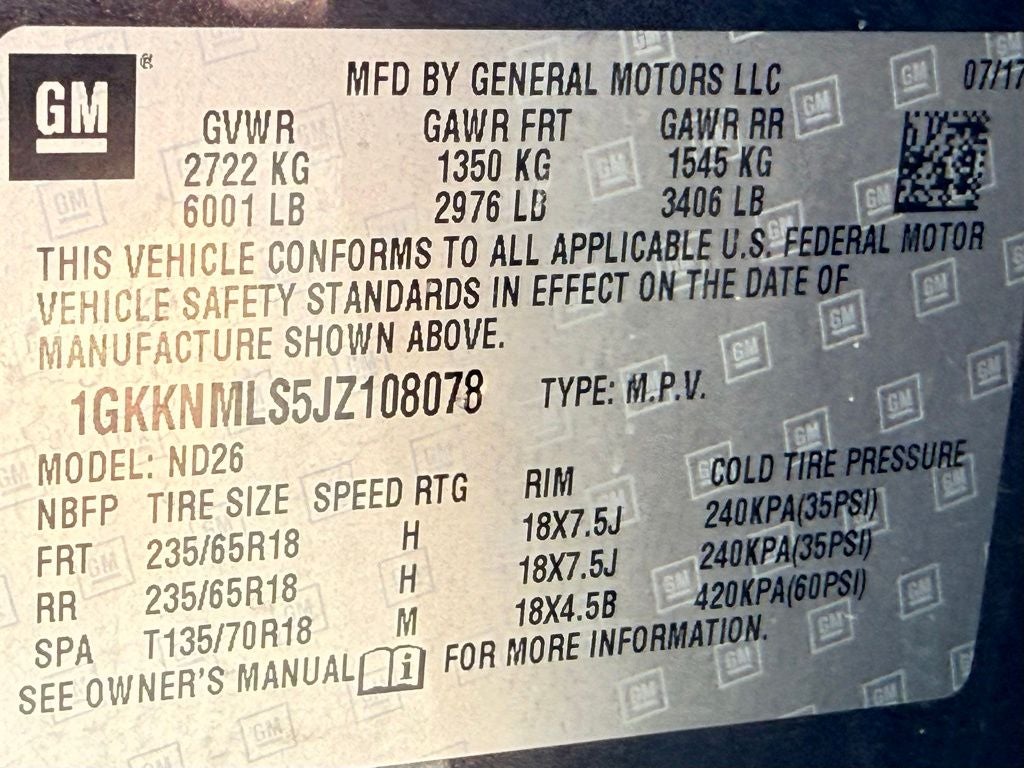 GM ®
MFD BY GENERAL MOTORS LLC 07/17
GVWR GAWR FRT GAWR RR
2722 KG 1350 KG 1545 KG
6001 LB 2976 LB 3406 LB
THIS VEHICLE CONFORMS TO ALL APPLICABLE U.S. FEDERAL MOTOR
VEHICLE SAFETY STANDARDS IN EFFECT ON THE DATE OF
MANUFACTURE SHOWN ABOVE.
1GKKNMLS5JZ108078 TYPE: M.P.V.
MODEL: ND26
NBFP TIRE SIZE SPEED RTG RIM COLD TIRE PRESSURE
FRT 235/65R18 H 18X7.5J 240KPA(35PSI)
RR 235/65R18 H 18X7.5J 240KPA(35PSI)
SPA T135/70R18 M 18X4.5B 420KPA(60PSI)
SEE OWNER'S MANUAL i FOR MORE INFORMATION.